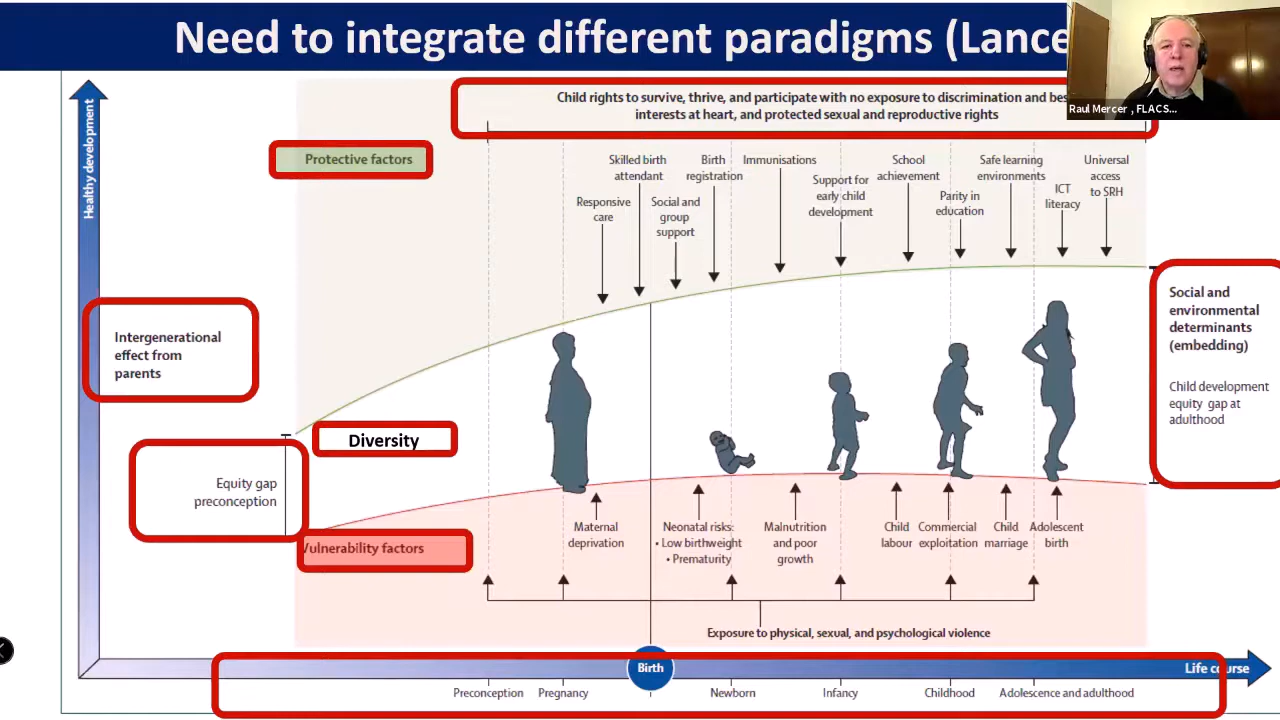 Need to integrate different paradigms (Lance
Raul Mercer , FLACS...
Healthy development
Child rights to survive, thrive, and participate with no exposure to discrimination and bes
interests at heart, and protected sexual and reproductive rights
Protective factors
Skilled birth
attendant
Birth
registration
Immunisations
School
achievement
Safe learning
environments
Universal
access
to SRH
Responsive
care
Social and
group
support
Support for
early child
development
Parity in
education
ICT
literacy
Intergenerational
effect from
parents
Social and
environmental
determinants
(embedding)
Child development
equity gap at
adulthood
Diversity
Equity gap
preconception
Vulnerability factors
Maternal
deprivation
Neonatal risks:
• Low birthweight
• Prematurity
Malnutrition
and poor
growth
Child
labour
Commercial
exploitation
Child
marriage
Adolescent
birth
Exposure to physical, sexual, and psychological violence
Birth
Life course
Preconception
Pregnancy
Newborn
Infancy
Childhood
Adolescence and adulthood